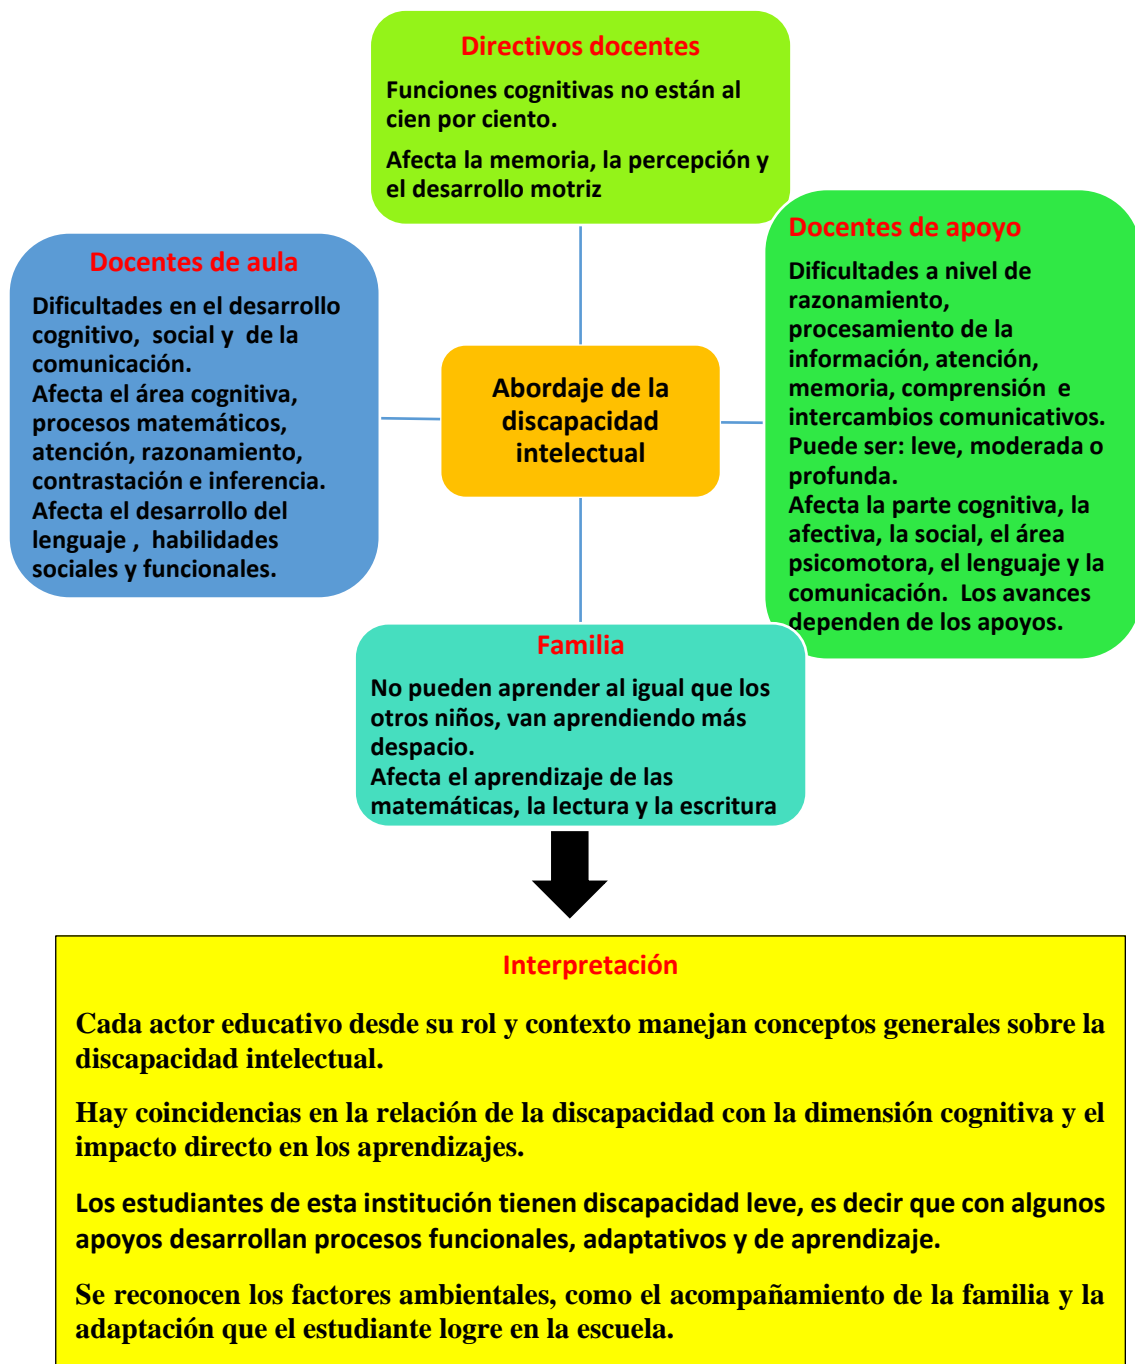 Directivos docentes
Funciones cognitivas no están al
cien por ciento.
Afecta la memoria, la percepción y
el desarrollo motriz
Docentes de aula
Dificultades en el desarrollo
cognitivo, social y de la
comunicación.
Afecta el área cognitiva,
procesos matemáticos,
atención, razonamiento,
contrastación e inferencia.
Afecta el desarrollo del
lenguaje , habilidades
sociales y funcionales.
Abordaje de la
discapacidad
intelectual
Docentes de apoyo
Dificultades a nivel de
razonamiento,
procesamiento de la
información, atención,
memoria, comprensión e
intercambios comunicativos.
Puede ser: leve, moderada o
profunda.
Afecta la parte cognitiva, la
afectiva, la social, el área
psicomotora, el lenguaje y la
comunicación. Los avances
dependen de los apoyos.
Familia
No pueden aprender al igual que los
otros niños, van aprendiendo más
despacio.
Afecta el aprendizaje de las
matemáticas, la lectura y la escritura
Interpretación
Cada actor educativo desde su rol y contexto manejan conceptos generales sobre la
discapacidad intelectual.
Hay coincidencias en la relación de la discapacidad con la dimensión cognitiva y el
impacto directo en los aprendizajes.
Los estudiantes de esta institución tienen discapacidad leve, es decir que con algunos
apoyos desarrollan procesos funcionales, adaptativos y de aprendizaje.
Se reconocen los factores ambientales, como el acompañamiento de la familia y la
adaptación que el estudiante logre en la escuela.